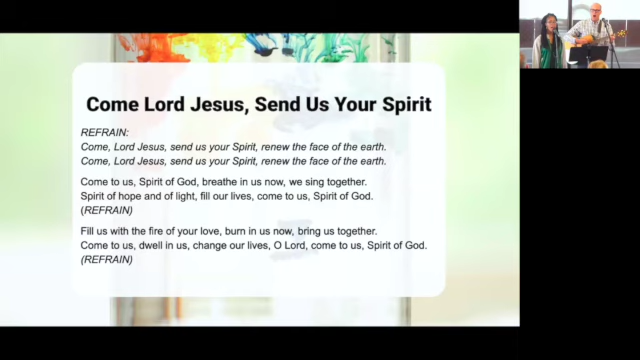 Come Lord Jesus, Send Us Your Spirit
REFRAIN:
Come, Lord Jesus, send us your Spirit, renew the face of the earth.
Come, Lord Jesus, send us your Spirit, renew the face of the earth.
Come to us, Spirit of God, breathe in us now, we sing together.
Spirit of hope and of light, fill our lives, come to us, Spirit of God.
(REFRAIN)
Fill us with the fire of your love, burn in us now, bring us together.
Come to us, dwell in us, change our lives, O Lord, come to us, Spirit of God.
(REFRAIN)